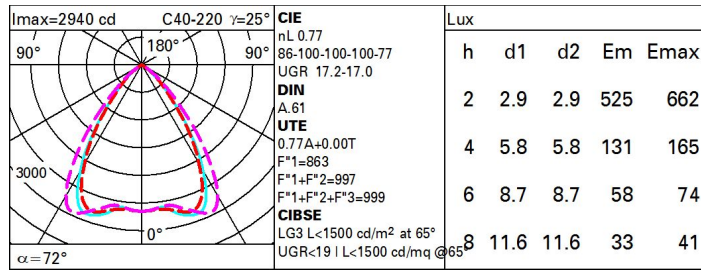 Imax=2940 cd C40-220 γ=25°
90° 180° 90°
3000
0°
α=72°
CIE
nL 0.77
86-100-100-100-77
UGR 17.2-17.0
DIN
A.61
UTE
0.77A+0.00T
F"1=863
F"1+F"2=997
F"1+F"2+F"3=999
CIBSE
LG3 L<1500 cd/m² at 65°
UGR<19 | L<1500 cd/mq @65°
Lux
h d1 d2 Em Emax
2 2.9 2.9 525 662
4 5.8 5.8 131 165
6 8.7 8.7 58 74
8 11.6 11.6 33 41